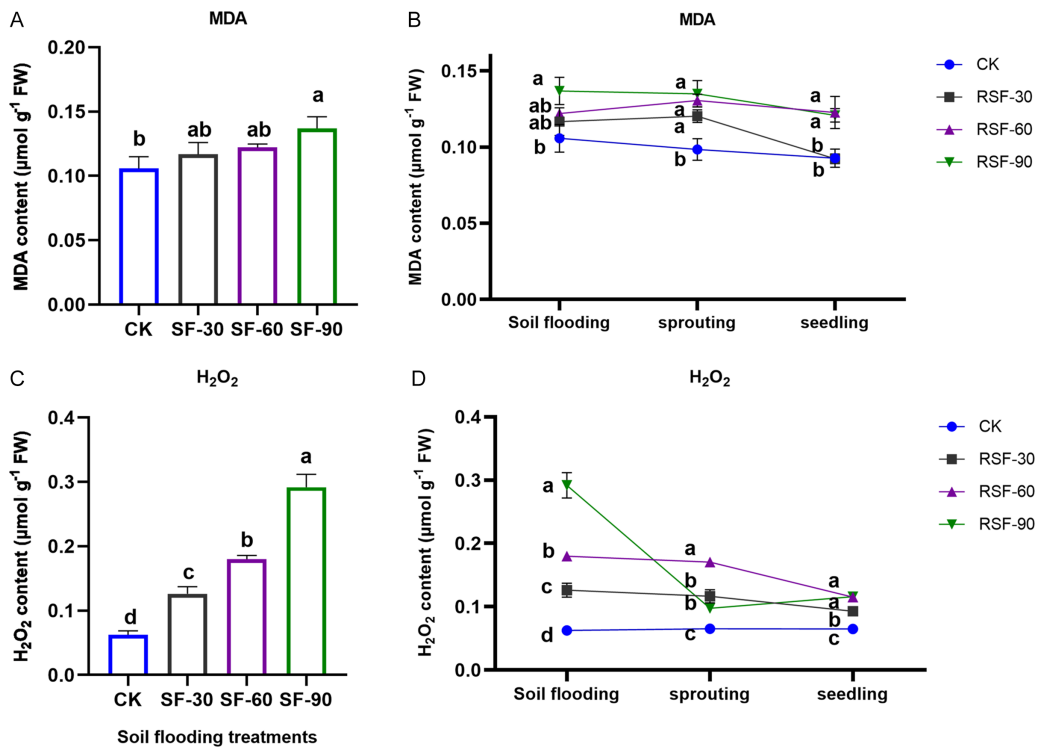 A
MDA
MDA content (μmol g-1 FW)
0.20
0.15
0.10
0.05
0.00
b
ab
ab
a
CK
SF-30
SF-60
SF-90
B
MDA
MDA content (μmol g-1 FW)
0.15
0.10
0.05
0.00
a
ab
ab
b
a
a
a
b
a
a
b
b
Soil flooding
sprouting
seedling
CK
RSF-30
RSF-60
RSF-90
C
H2O2
H2O2 content (μmol g-1 FW)
0.4
0.3
0.2
0.1
0.0
d
c
b
a
CK
SF-30
SF-60
SF-90
Soil flooding treatments
D
H2O2
H2O2 content (μmol g-1 FW)
0.4
0.3
0.2
0.1
0.0
a
b
c
d
a
b
b
c
a
a
b
c
Soil flooding
sprouting
seedling
CK
RSF-30
RSF-60
RSF-90